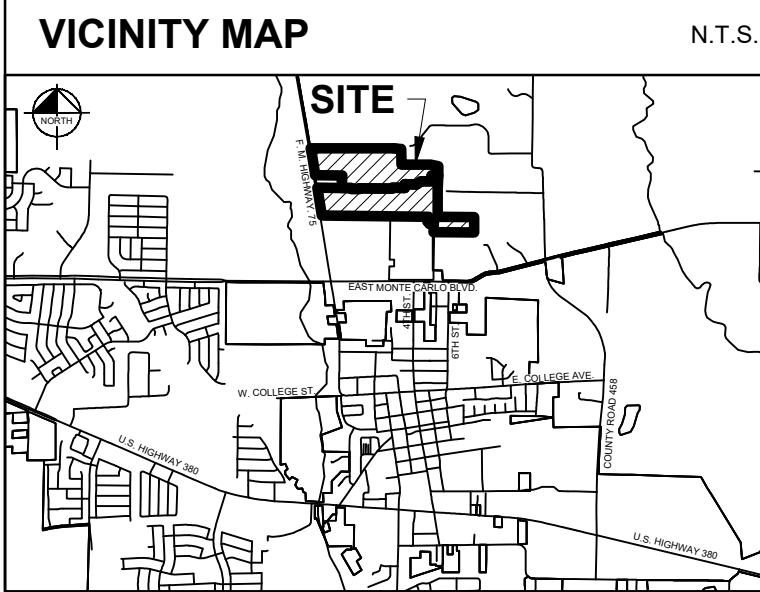 VICINITY MAP
N.T.S.
SITE
NORTH
F. M. HIGHWAY. 75
EAST MONTE CARLO BLVD.
4TH ST.
6TH ST.
E. COLLEGE AVE.
W. COLLEGE ST.
COUNTY ROAD 458
U.S. HIGHWAY 380
U.S. HIGHWAY 380